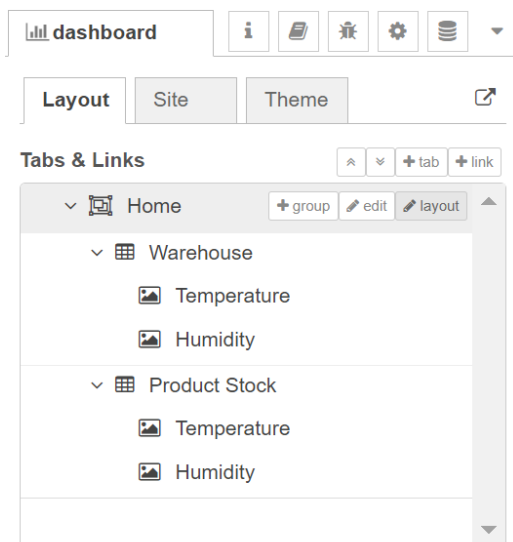 dashboard i
Layout Site Theme
Tabs & Links +tab +link
Home +group edit layout
Warehouse
Temperature
Humidity
Product Stock
Temperature
Humidity